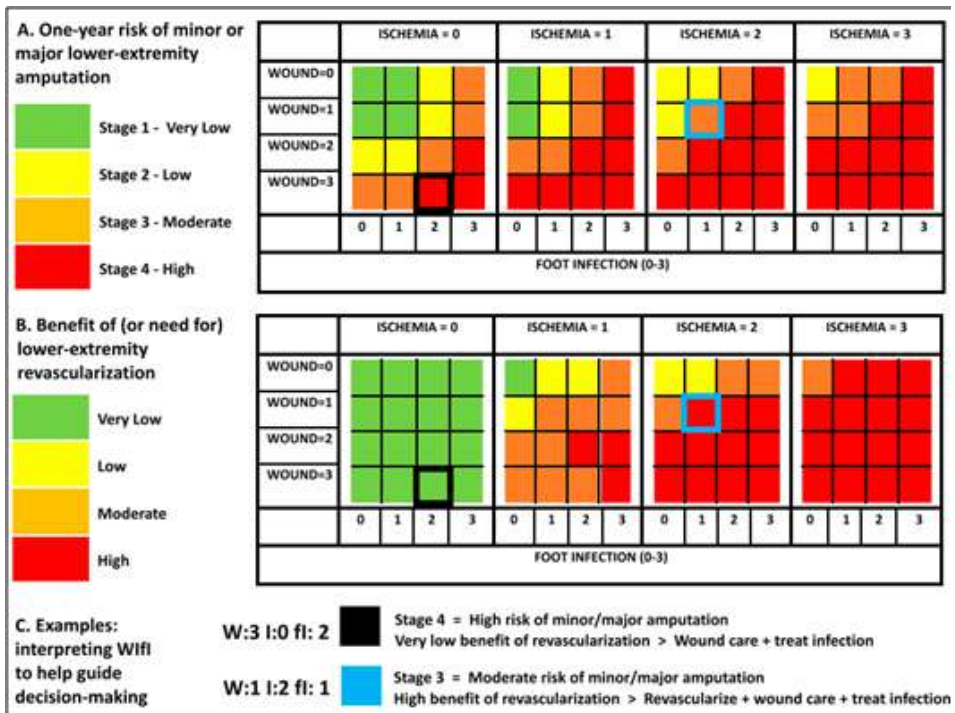 A. One-year risk of minor or
major lower-extremity
amputation
Stage 1 - Very Low
Stage 2 - Low
Stage 3 - Moderate
Stage 4 - High
ISCHEMIA = 0 ISCHEMIA = 1 ISCHEMIA = 2 ISCHEMIA = 3
WOUND=0
WOUND=1
WOUND=2
WOUND=3
0 1 2 3 0 1 2 3 0 1 2 3 0 1 2 3
FOOT INFECTION (0-3)
B. Benefit of (or need for)
lower-extremity
revascularization
Very Low
Low
Moderate
High
ISCHEMIA = 0 ISCHEMIA = 1 ISCHEMIA = 2 ISCHEMIA = 3
WOUND=0
WOUND=1
WOUND=2
WOUND=3
0 1 2 3 0 1 2 3 0 1 2 3 0 1 2 3
FOOT INFECTION (0-3)
C. Examples:
interpreting WIfI
to help guide
decision-making
W:3 I:0 fI: 2
Stage 4 = High risk of minor/major amputation
Very low benefit of revascularization > Wound care + treat infection
W:1 I:2 fI: 1
Stage 3 = Moderate risk of minor/major amputation
High benefit of revascularization > Revascularize + wound care + treat infection